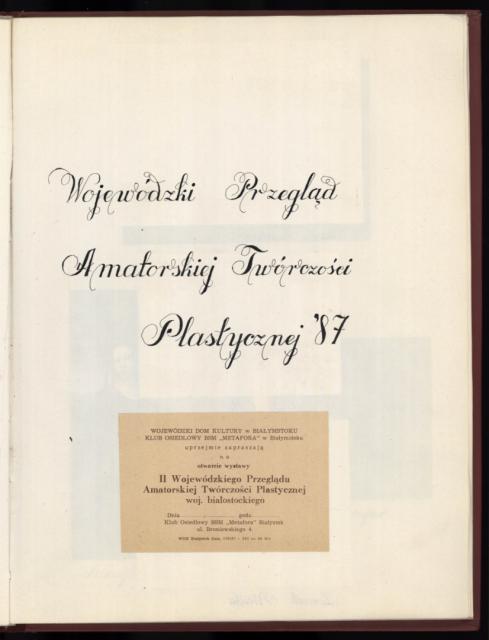 Wojewódzki Przegląd
Amatorskiej Twórczości
Plastycznej '87
WOJEWÓDZKI DOM KULTURY w BIAŁYMSTOKU
KLUB OSIEDLOWY BSM „METAFORA" w Białymstoku
uprzejmie zapraszają
na
otwarcie wystawy
II Wojewódzkiego Przeglądu
Amatorskiej Twórczości Plastycznej
woj. białostockiego
Dnia godz.
Klub Osiedlowy BSM „Metafora" Białystok
ul. Broniewskiego 4.